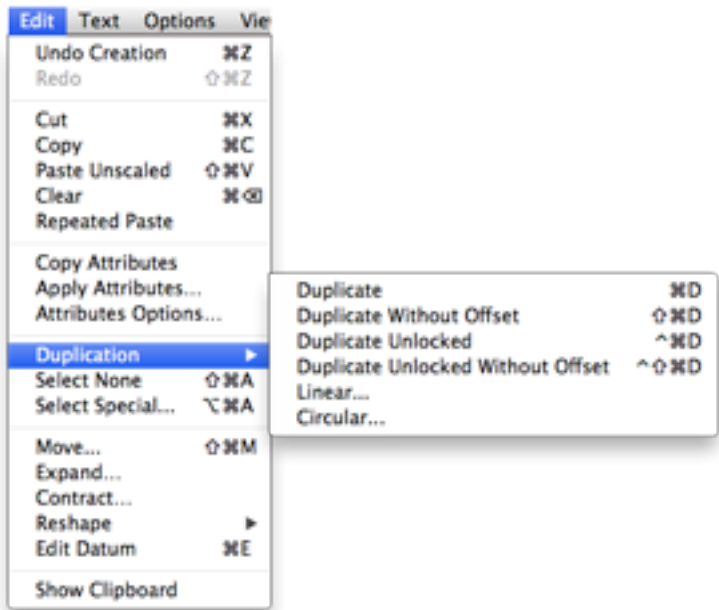 Edit Text Options Vie
Undo Creation ⌘Z
Redo ⇧⌘Z
Cut ⌘X
Copy ⌘C
Paste Unscaled ⇧⌘V
Clear ⌘⌫
Repeated Paste
Copy Attributes
Apply Attributes...
Attributes Options...
Duplication ▶
Select None ⇧⌘A
Select Special... ⌥⌘A
Move... ⇧⌘M
Expand...
Contract...
Reshape ▶
Edit Datum ⌘E
Show Clipboard
Duplicate ⌘D
Duplicate Without Offset ⇧⌘D
Duplicate Unlocked ^⌘D
Duplicate Unlocked Without Offset ^⇧⌘D
Linear...
Circular...